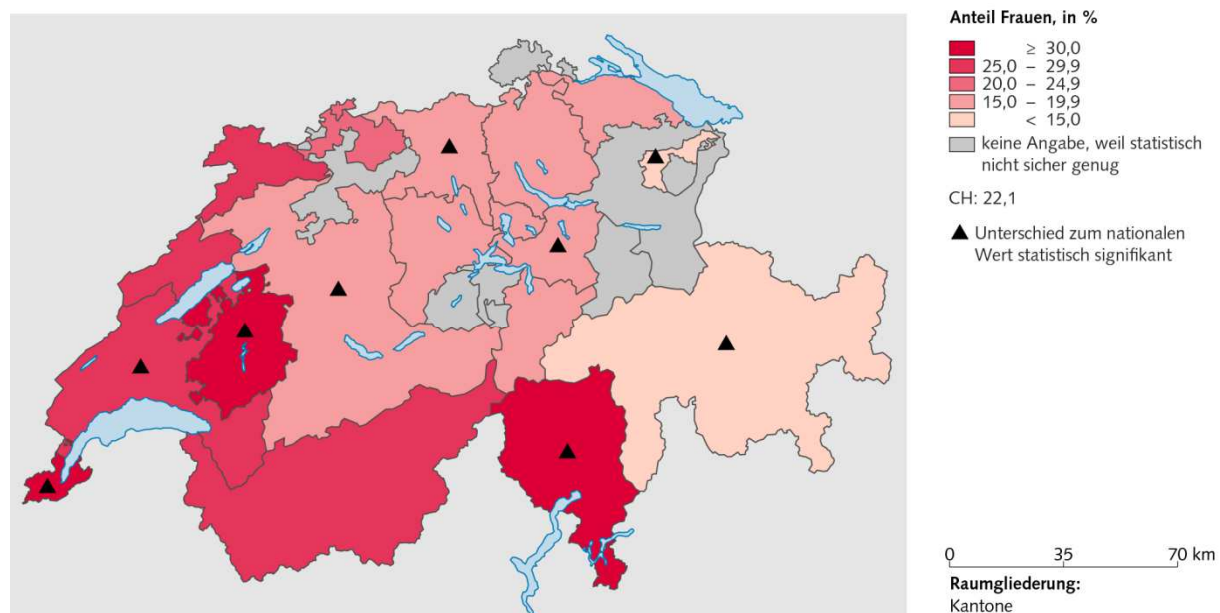 Anteil Frauen, in %
≥ 30,0
25,0 – 29,9
20,0 – 24,9
15,0 – 19,9
< 15,0
keine Angabe, weil statistisch
nicht sicher genug
CH: 22,1
▲ Unterschied zum nationalen
Wert statistisch signifikant
0 35 70 km
Raumgliederung:
Kantone